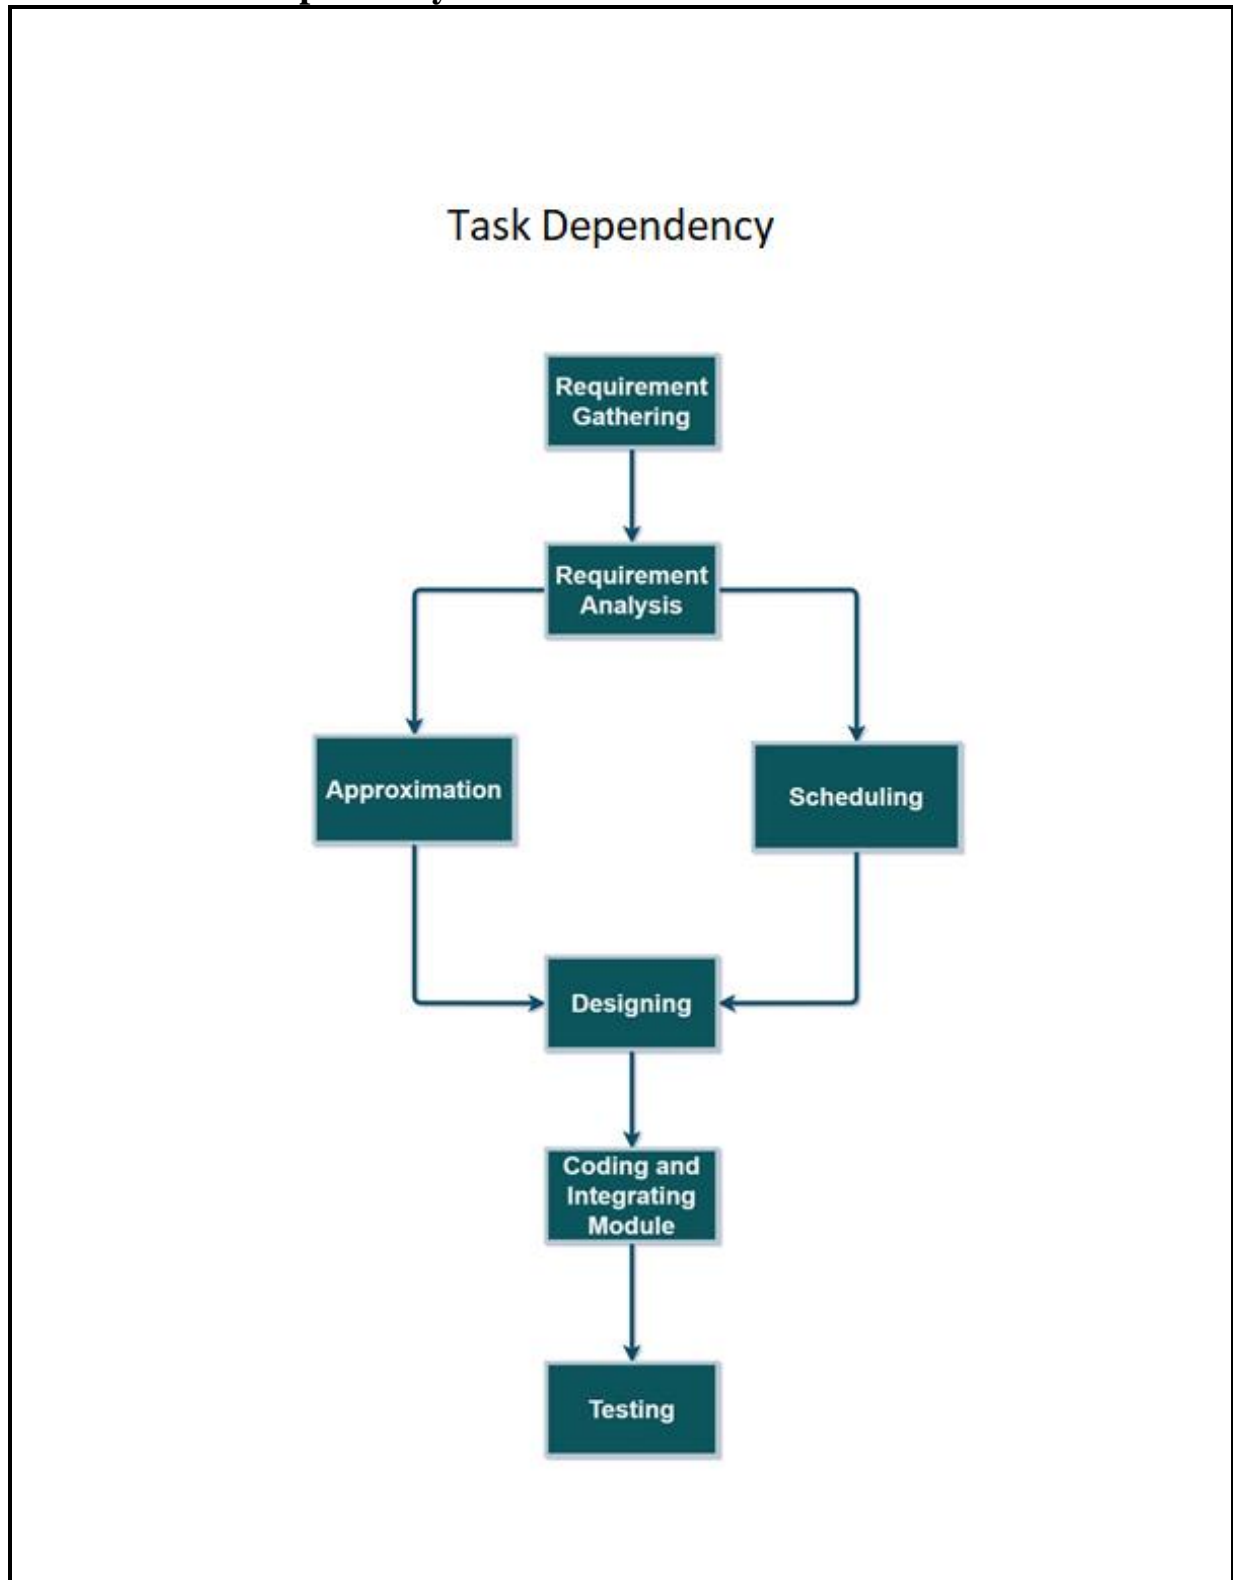 Task Dependency
Requirement
Gathering
Requirement
Analysis
Approximation
Scheduling
Designing
Coding and
Integrating
Module
Testing